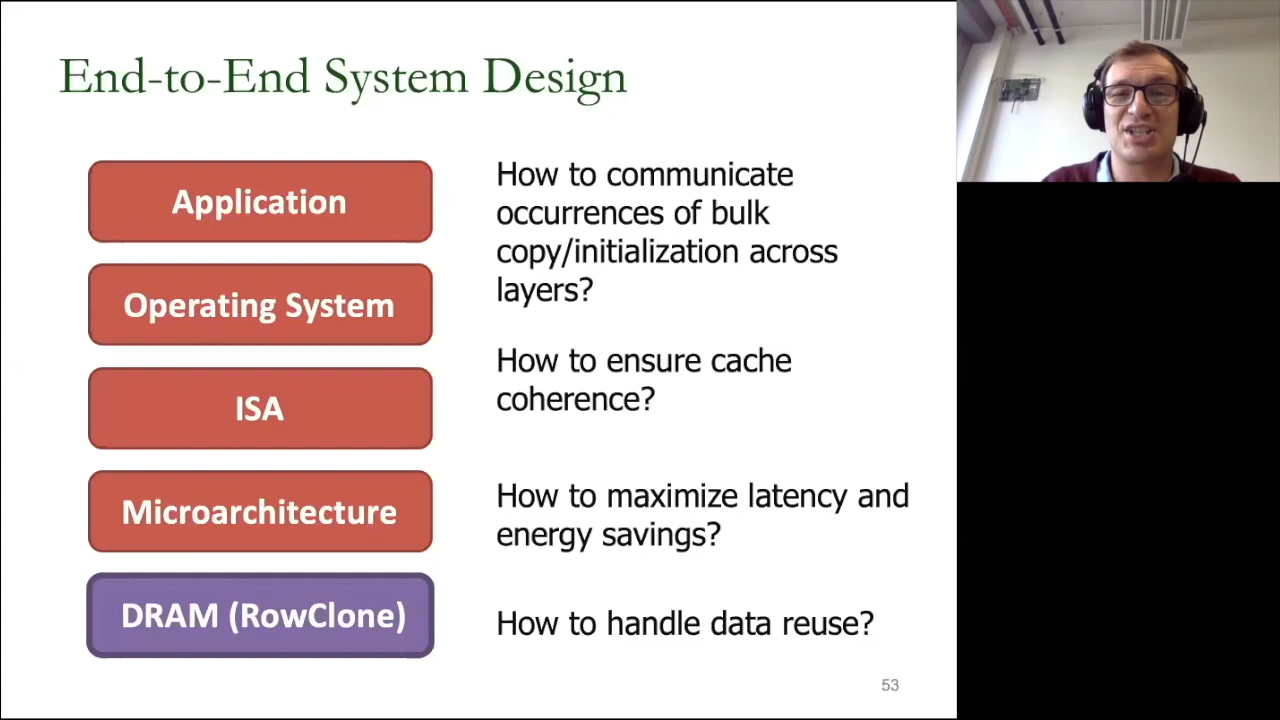 End-to-End System Design
Application
Operating System
ISA
Microarchitecture
DRAM (RowClone)
How to communicate
occurrences of bulk
copy/initialization across
layers?
How to ensure cache
coherence?
How to maximize latency and
energy savings?
How to handle data reuse?
53